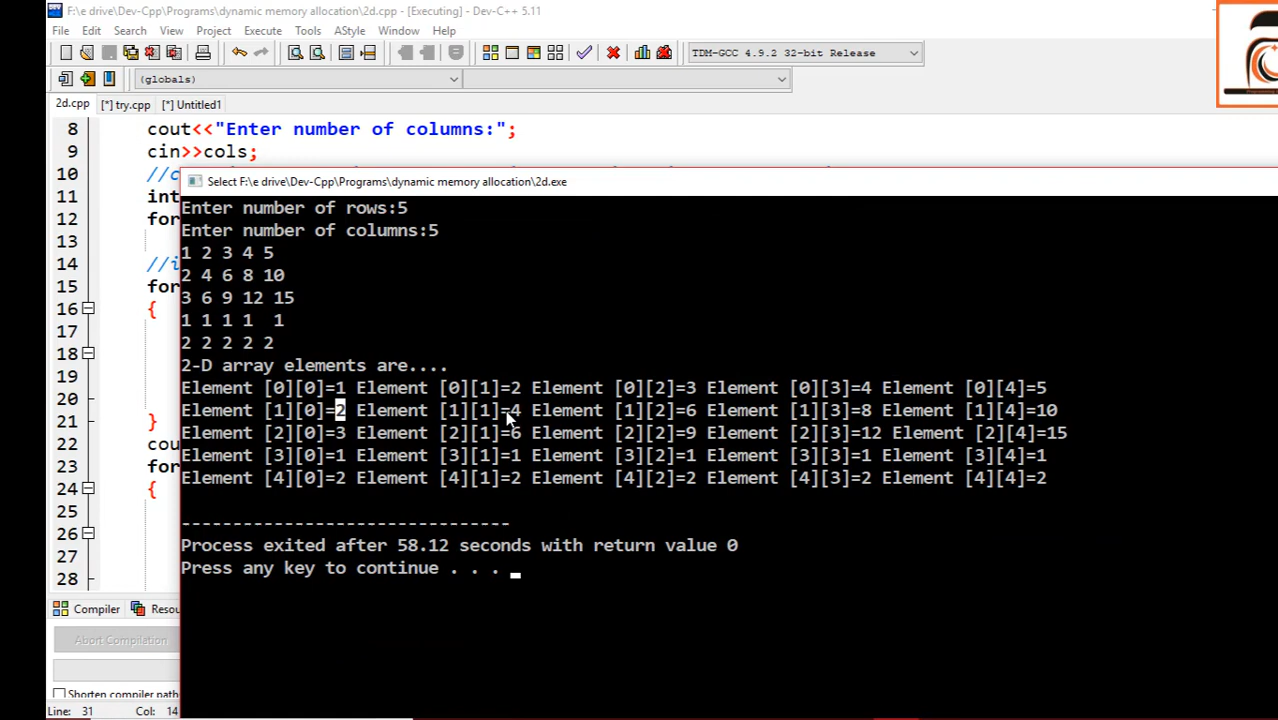 F:\e drive\Dev-Cpp\Programs\dynamic memory allocation\2d.cpp - [Executing] - Dev-C++ 5.11
File Edit Search View Project Execute Tools AStyle Window Help
TDM-GCC 4.9.2 32-bit Release
(globals)
2d.cpp [*] try.cpp [*] Untitled1
8 cout<<"Enter number of columns:";
9 cin>>cols;
10 //c
11 int
12 for
13
14 //i
15 for
16 {
17
18
19
20
21 }
22 cou
23 for
24 {
25
26
27
28
Select F:\e drive\Dev-Cpp\Programs\dynamic memory allocation\2d.exe
Enter number of rows:5
Enter number of columns:5
1 2 3 4 5
2 4 6 8 10
3 6 9 12 15
1 1 1 1  1
2 2 2 2 2
2-D array elements are....
Element [0][0]=1 Element [0][1]=2 Element [0][2]=3 Element [0][3]=4 Element [0][4]=5
Element [1][0]=2 Element [1][1]=4 Element [1][2]=6 Element [1][3]=8 Element [1][4]=10
Element [2][0]=3 Element [2][1]=6 Element [2][2]=9 Element [2][3]=12 Element [2][4]=15
Element [3][0]=1 Element [3][1]=1 Element [3][2]=1 Element [3][3]=1 Element [3][4]=1
Element [4][0]=2 Element [4][1]=2 Element [4][2]=2 Element [4][3]=2 Element [4][4]=2
--------------------------------
Process exited after 58.12 seconds with return value 0
Press any key to continue . . .
Compiler Resou
Abort Compilation
Shorten compiler path
Line: 31 Col: 14